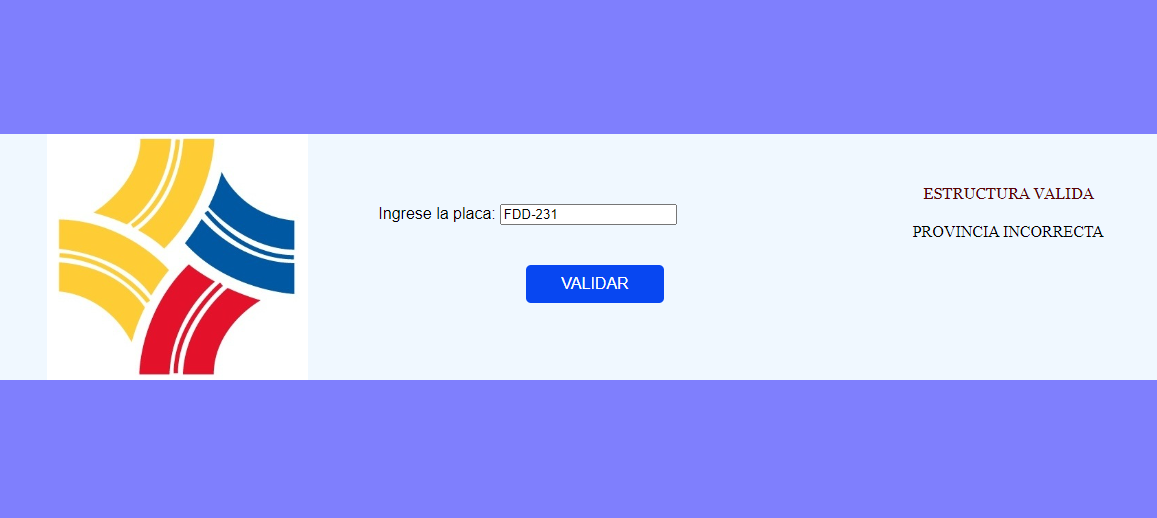 Ingrese la placa: FDD-231
VALIDAR
ESTRUCTURA VALIDA
PROVINCIA INCORRECTA